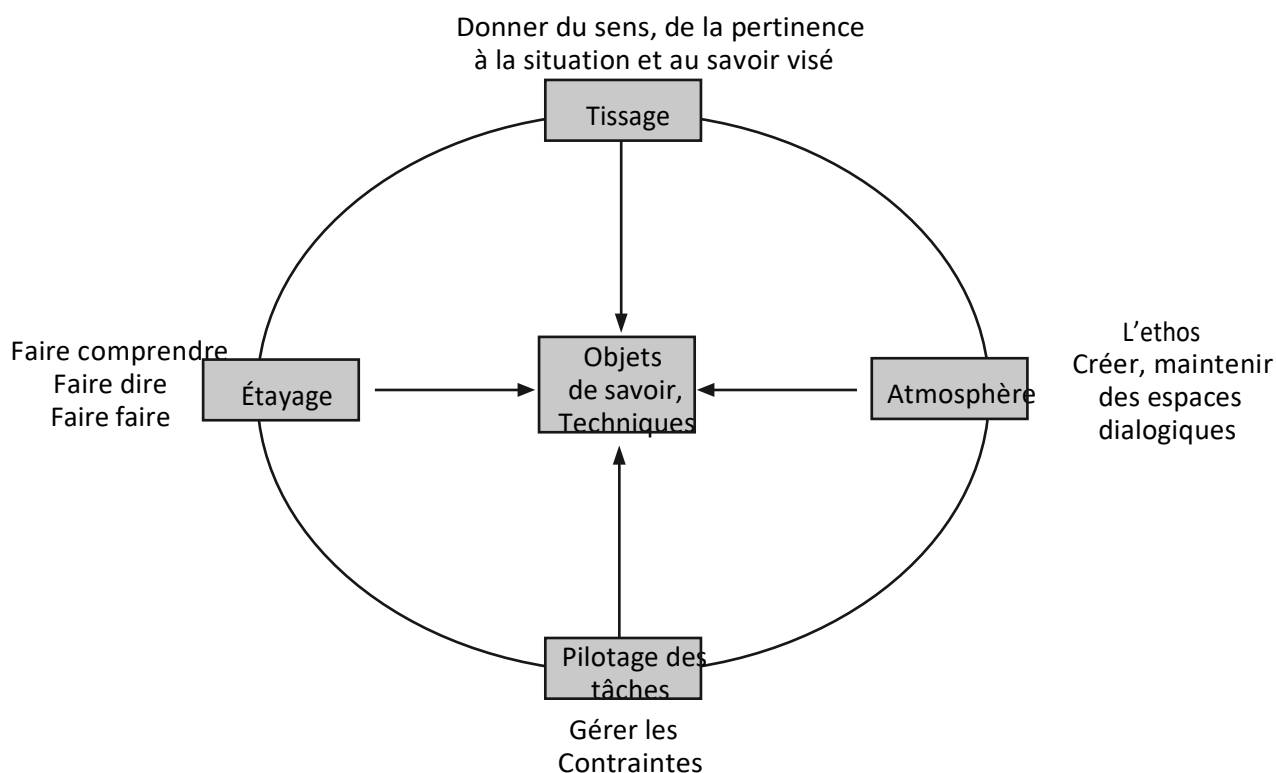 Donner du sens, de la pertinence
à la situation et au savoir visé
Tissage
Faire comprendre
Faire dire
Faire faire
Étayage
Objets
de savoir,
Techniques
Atmosphère
L'ethos
Créer, maintenir
des espaces
dialogiques
Pilotage des
tâches
Gérer les
Contraintes